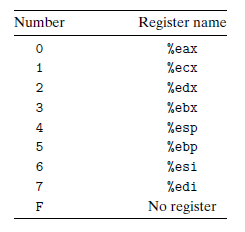 Number Register name
0 %eax
1 %ecx
2 %edx
3 %ebx
4 %esp
5 %ebp
6 %esi
7 %edi
F No register